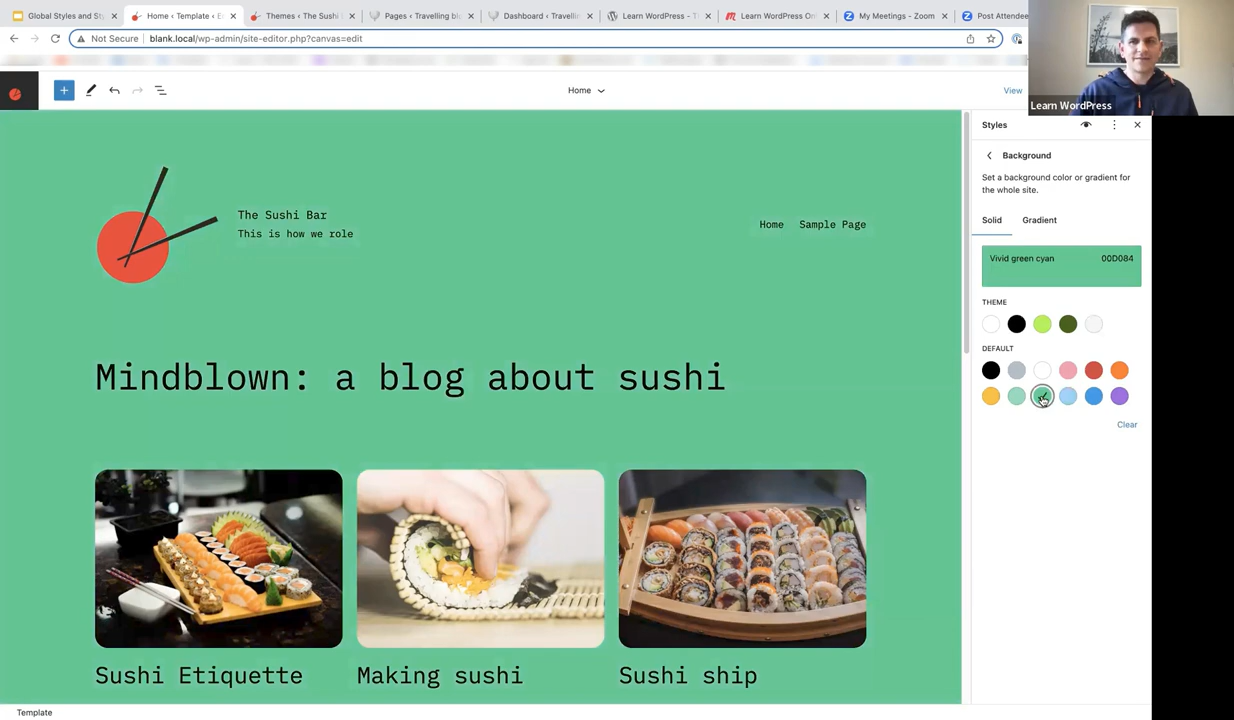 Global Styles and St
Home ‹ Template ‹ E
Themes ‹ The Sushi
Pages ‹ Travelling bl
Dashboard ‹ Travellin
Learn WordPress - T
Learn WordPress On
My Meetings - Zoom
Post Attendee
Not Secure
blank.local/wp-admin/site-editor.php?canvas=edit
Learn WordPress
Home
View
Styles
Background
Set a background color or gradient for
the whole site.
Solid
Gradient
Vivid green cyan
00D084
THEME
DEFAULT
Clear
The Sushi Bar
This is how we role
Home
Sample Page
Mindblown: a blog about sushi
Sushi Etiquette
Making sushi
Sushi ship
Template